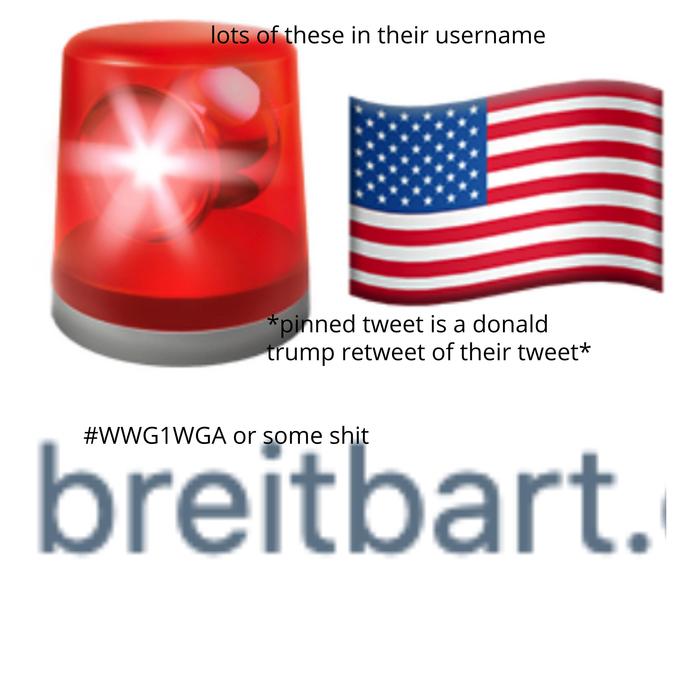 lots of these in their username
*pinned tweet is a donald
trump retweet of their tweet*
#WWG1WGA or some shit
breitbart.